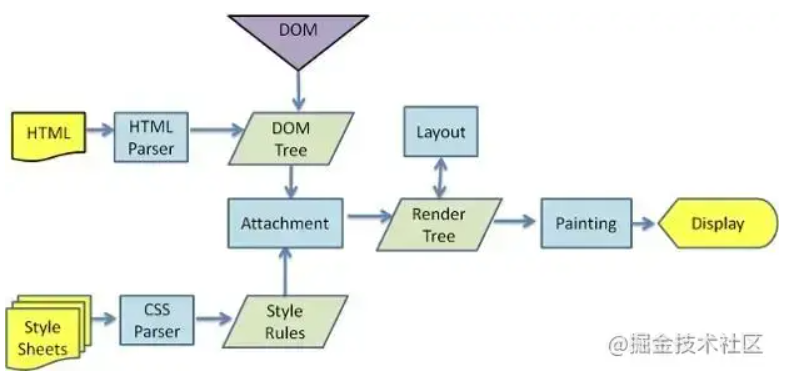 DOM
HTML
HTML
Parser
DOM
Tree
Layout
Attachment
Render
Tree
Painting
Display
Style
Sheets
CSS
Parser
Style
Rules
@掘金技术社区